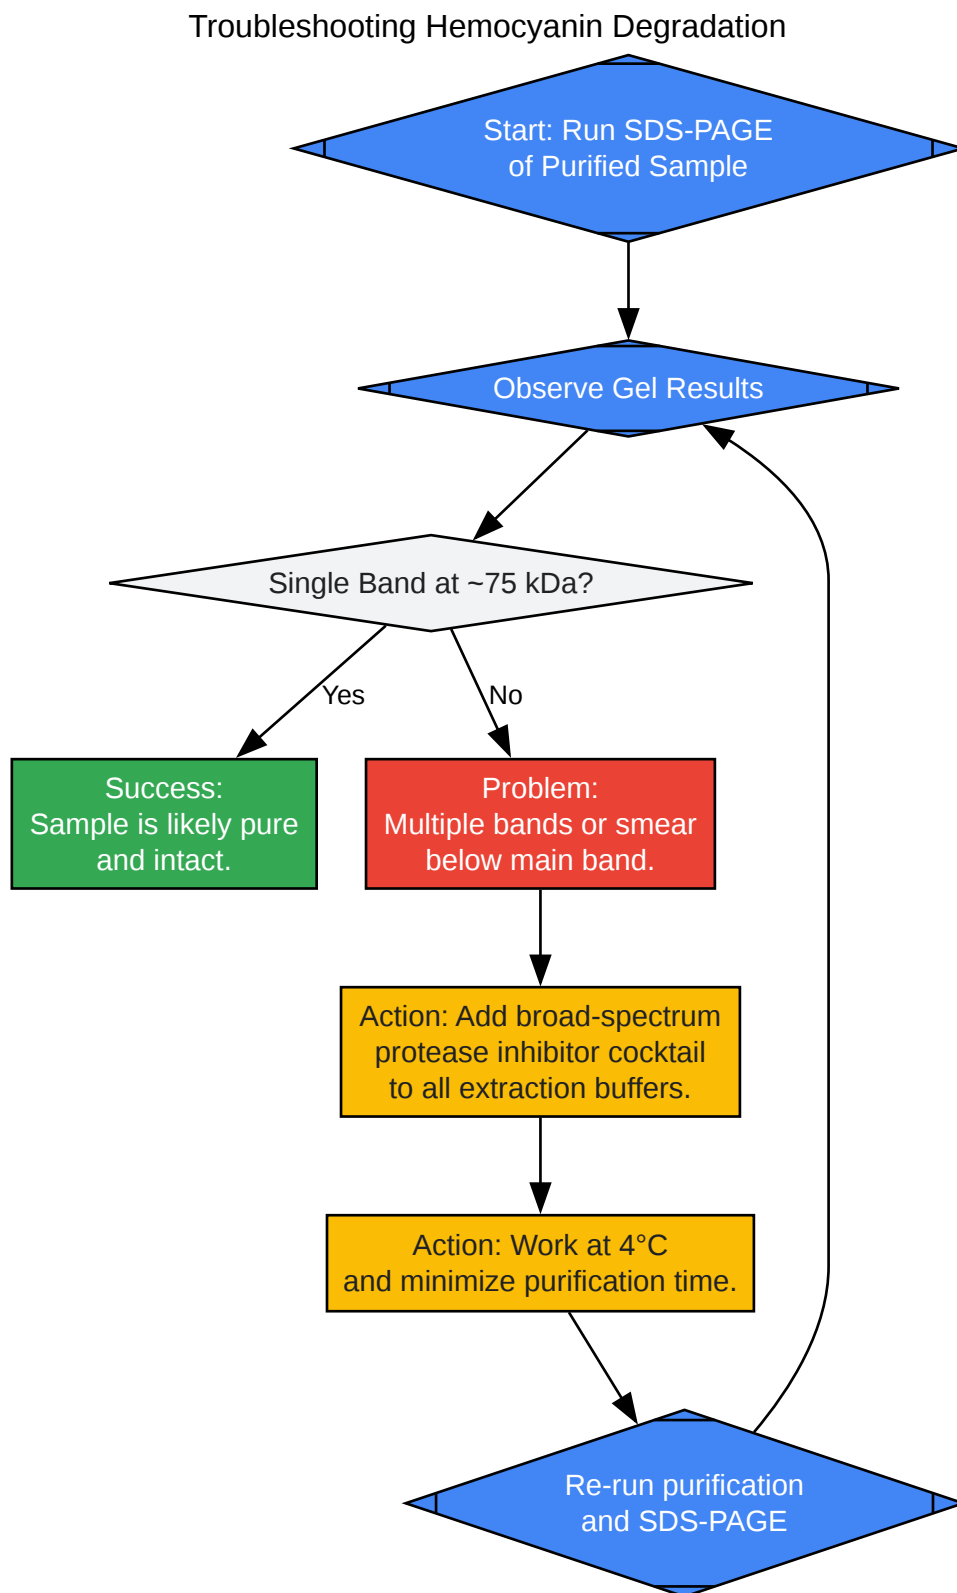 Troubleshooting Hemocyanin Degradation
Start: Run SDS-PAGE
of Purified Sample
Observe Gel Results
Single Band at ~75 kDa?
Yes
No
Success:
Sample is likely pure
and intact.
Problem:
Multiple bands or smear
below main band.
Action: Add broad-spectrum
protease inhibitor cocktail
to all extraction buffers.
Action: Work at 4°C
and minimize purification time.
Re-run purification
and SDS-PAGE